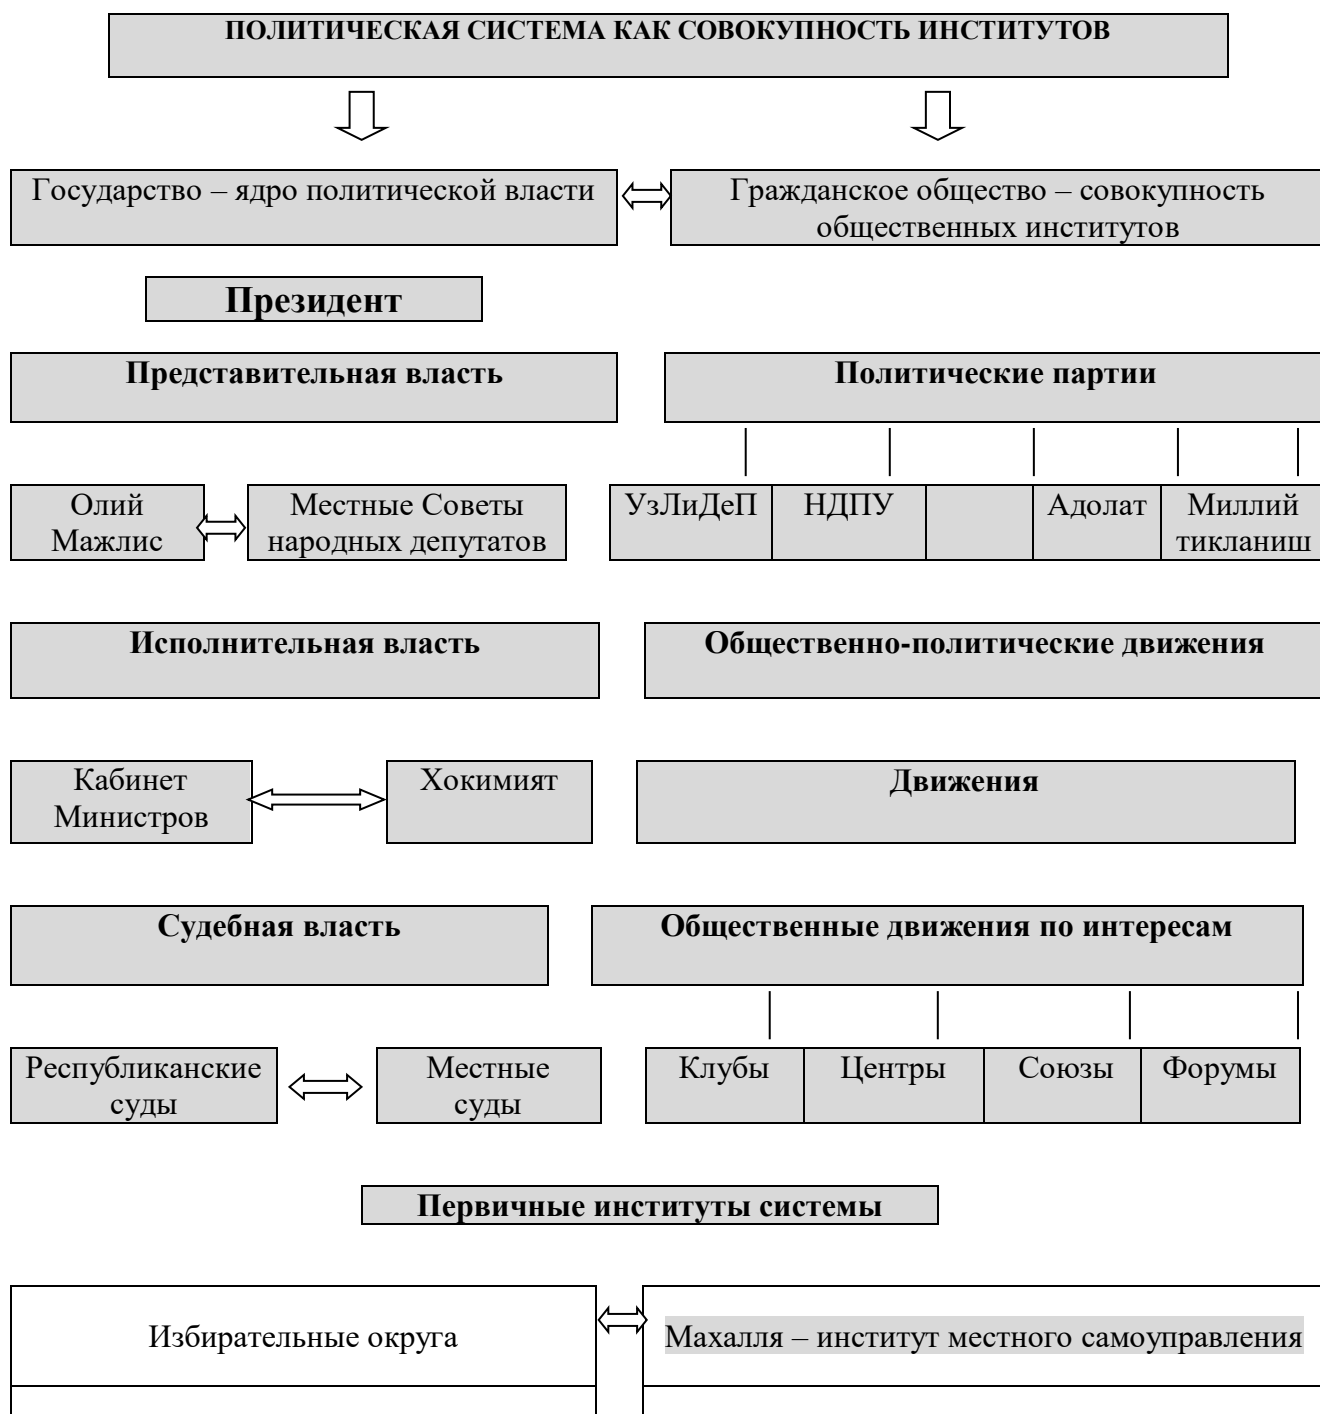 ПОЛИТИЧЕСКАЯ СИСТЕМА КАК СОВОКУПНОСТЬ ИНСТИТУТОВ
Государство – ядро политической власти
Гражданское общество – совокупность
общественных институтов
Президент
Представительная власть
Политические партии
Олий
Мажлис
Местные Советы
народных депутатов
УзЛиДеП
НДПУ
Адолат
Миллий
тикланиш
Исполнительная власть
Общественно-политические движения
Кабинет
Министров
Хокимият
Движения
Судебная власть
Общественные движения по интересам
Республиканские
суды
Местные
суды
Клубы
Центры
Союзы
Форумы
Первичные институты системы
Избирательные округа
Махалля – институт местного самоуправления